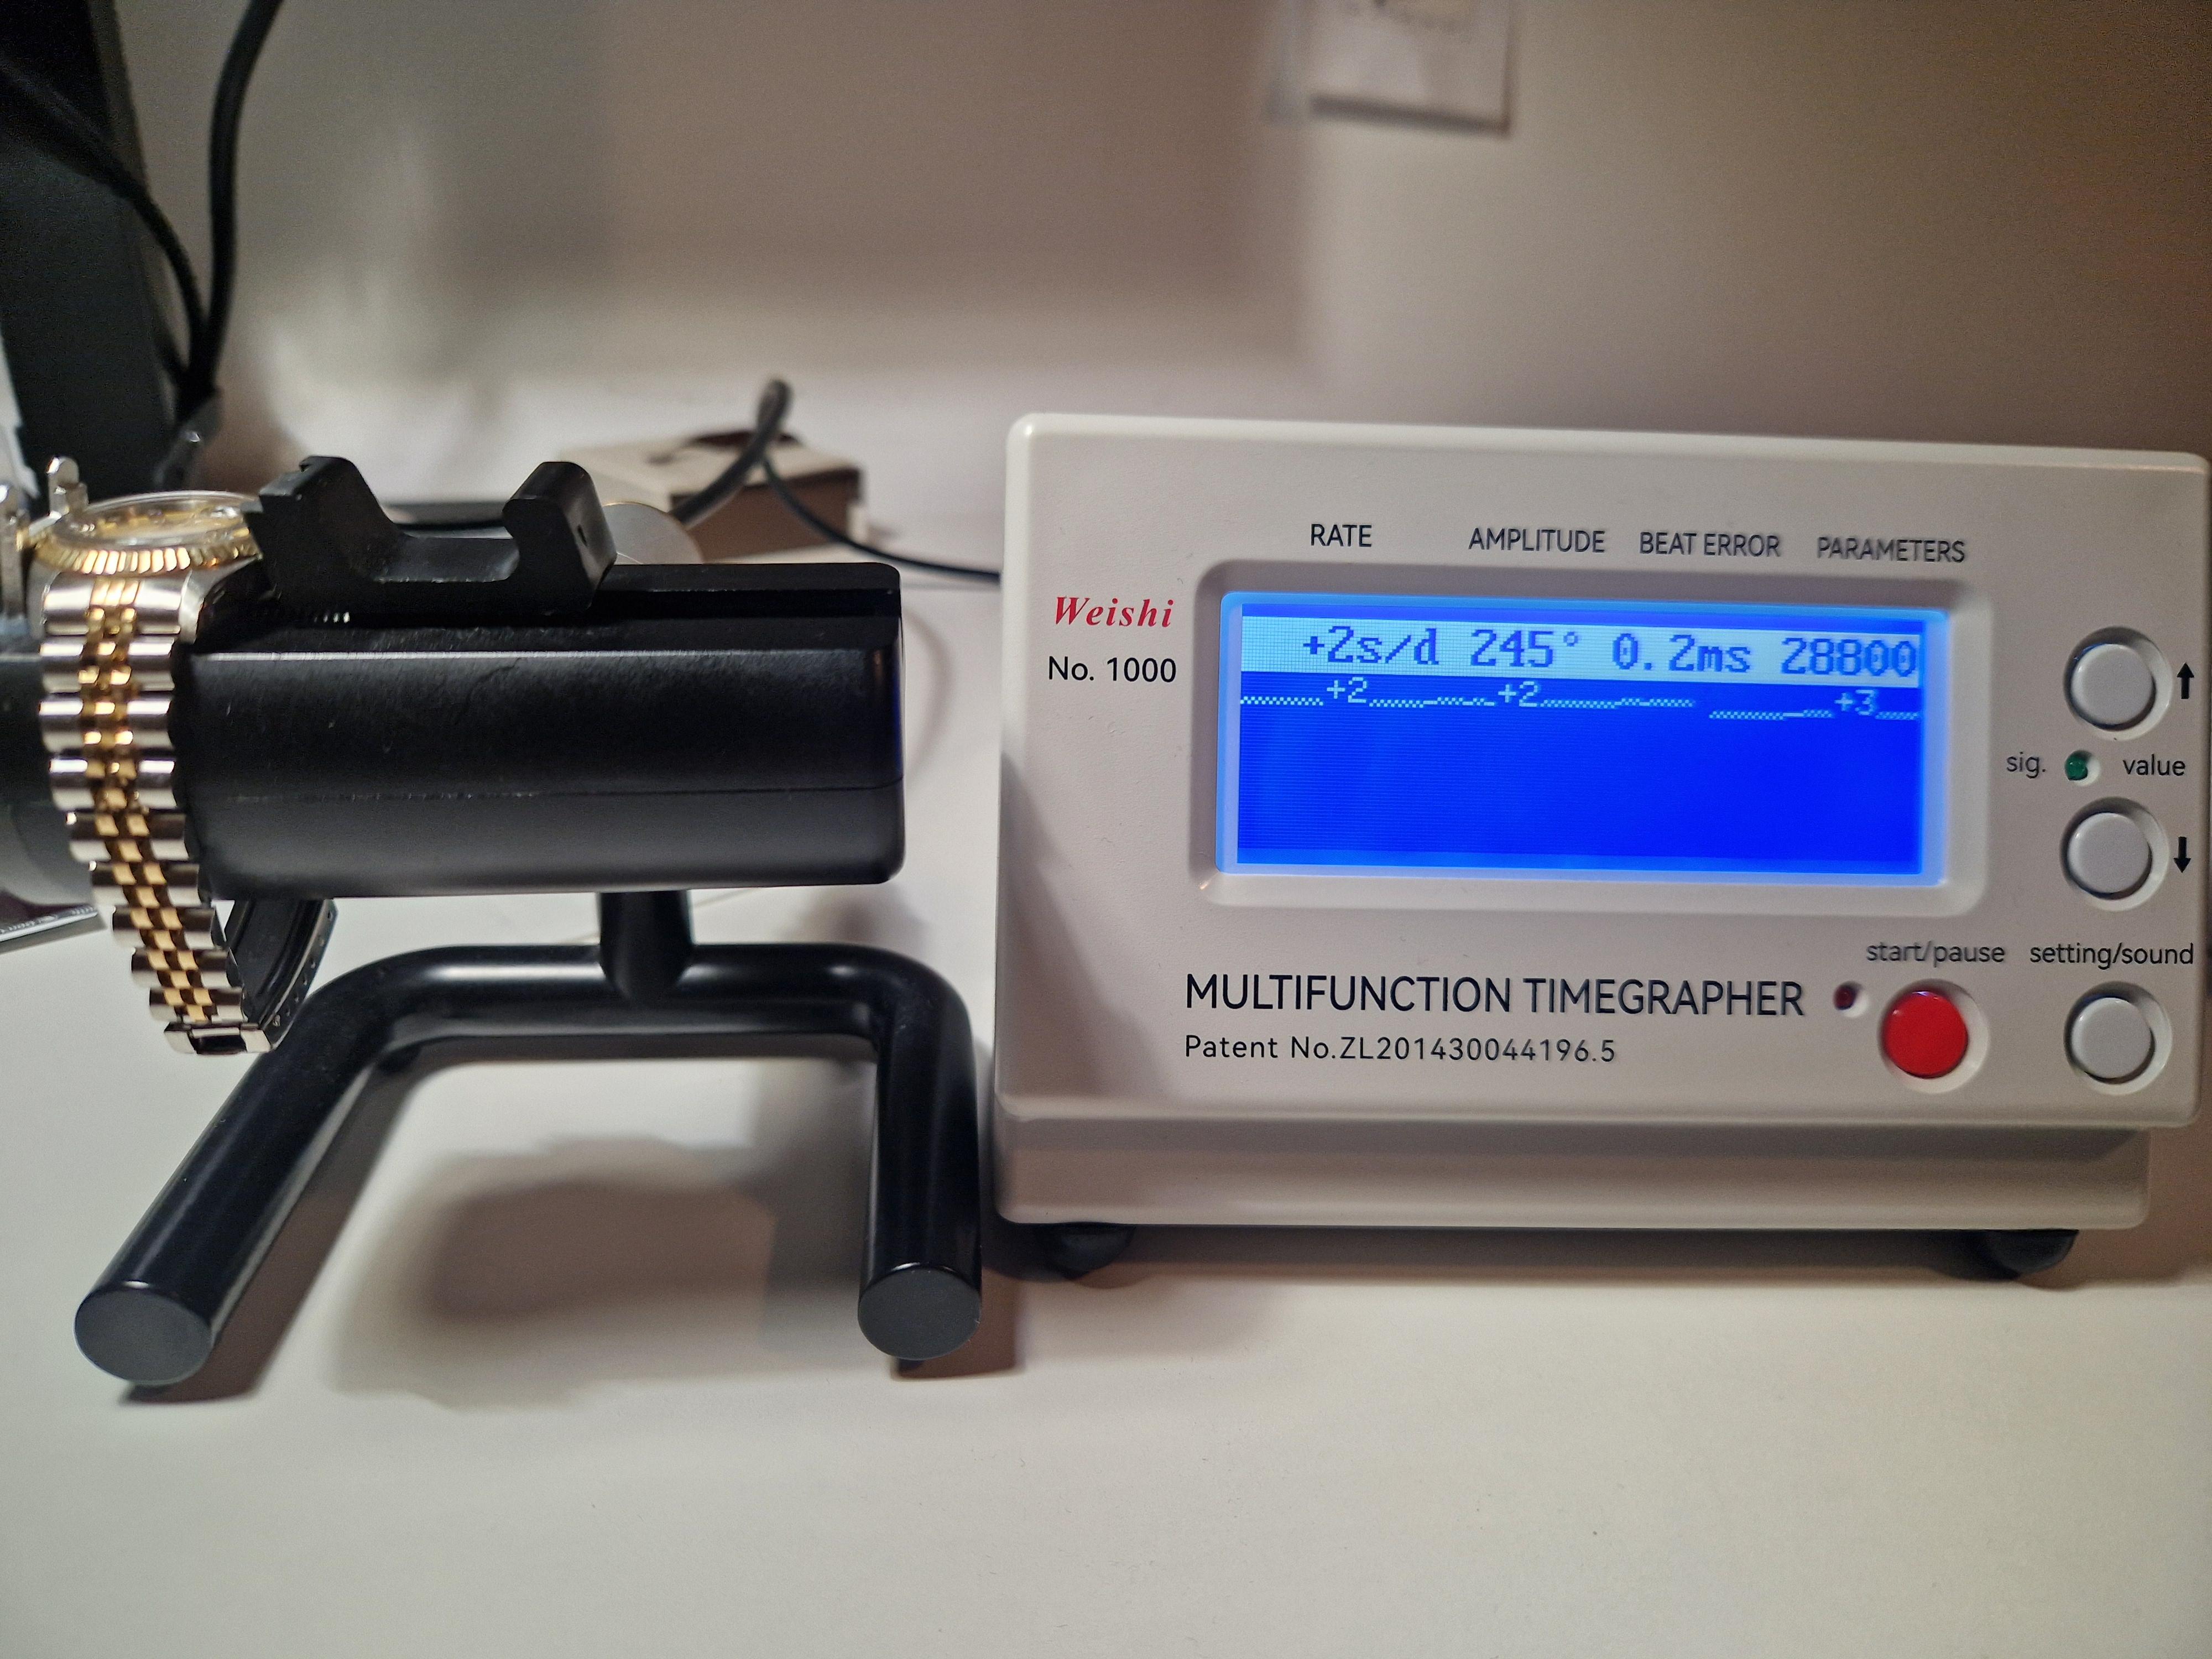 RATE AMPLITUDE BEAT ERROR PARAMETERS
Weishi
No. 1000
+2s/d 245° 0.2ms 28800
+2 +2 +3
sig. value
start/pause setting/sound
MULTIFUNCTION TIMEGRAPHER
Patent No.ZL201430044196.5